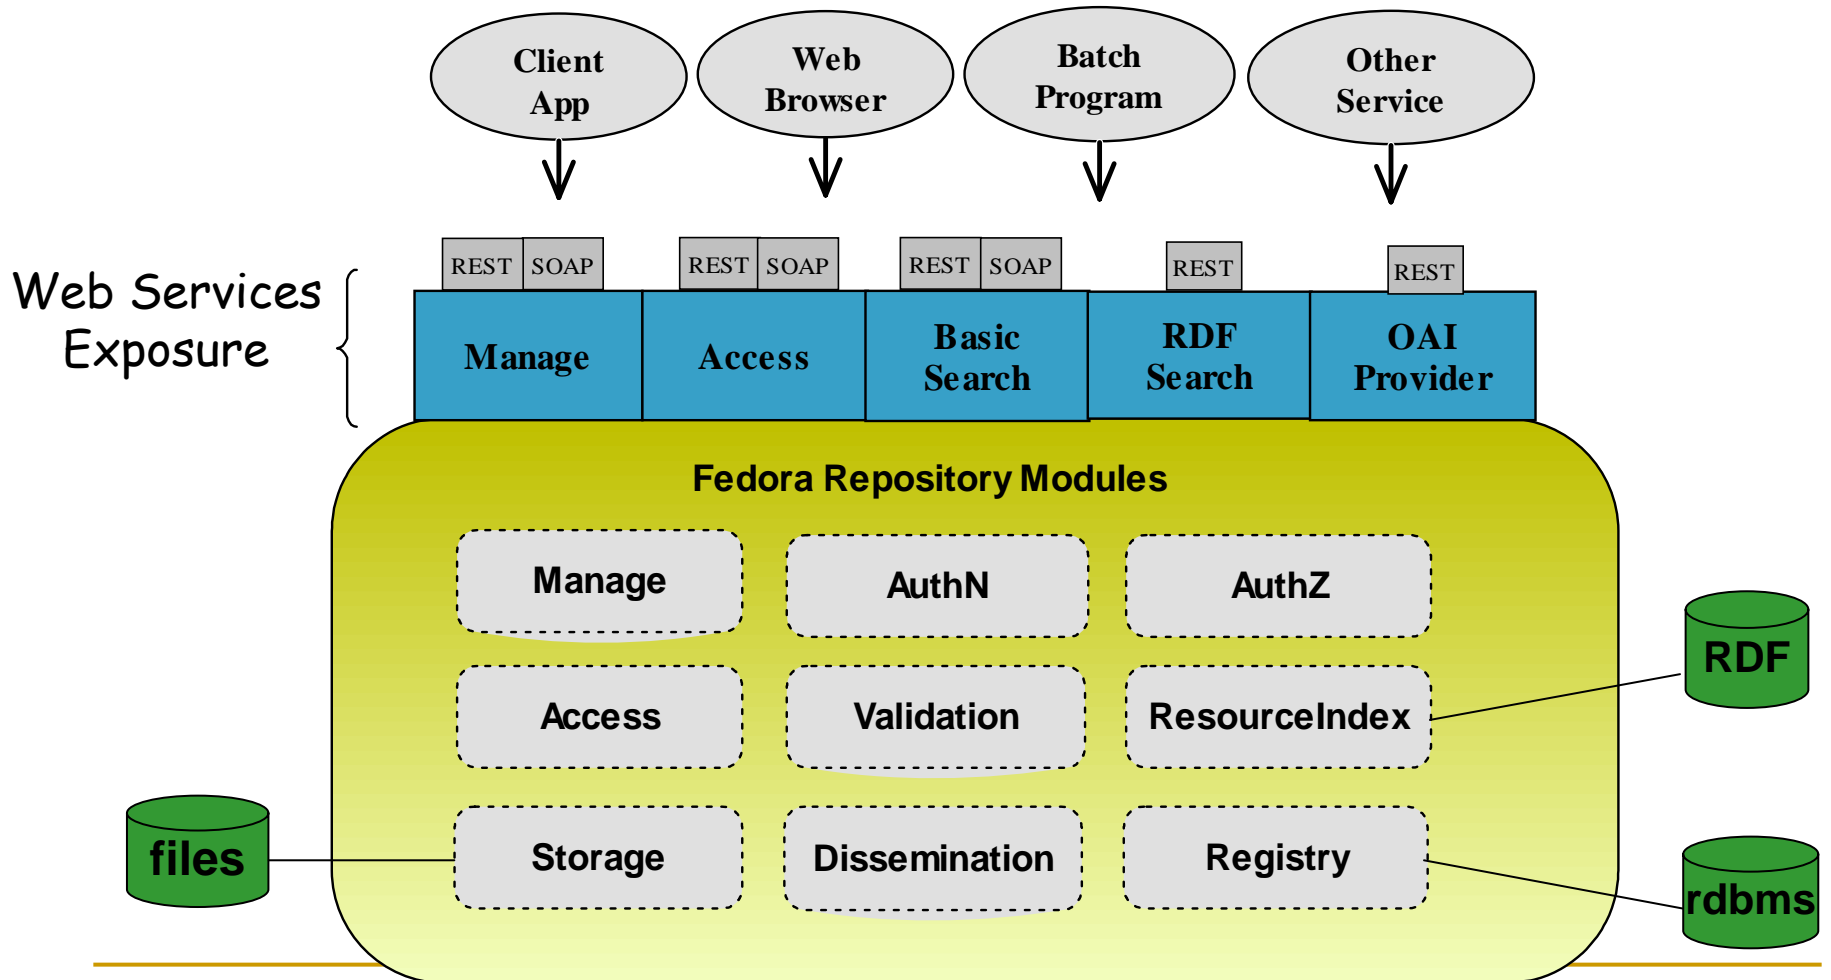 Client
App
Web
Browser
Batch
Program
Other
Service
REST SOAP
REST SOAP
REST SOAP
REST
REST
Web Services
Exposure
Manage
Access
Basic
Search
RDF
Search
OAI
Provider
Fedora Repository Modules
Manage
AuthN
AuthZ
Access
Validation
ResourceIndex
RDF
files
Storage
Dissemination
Registry
rdbms